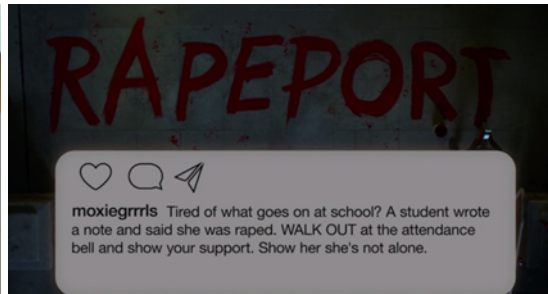 RAPEPORT
moxiegrrrls Tired of what goes on at school? A student wrote
a note and said she was raped. WALK OUT at the attendance
bell and show your support. Show her she's not alone.